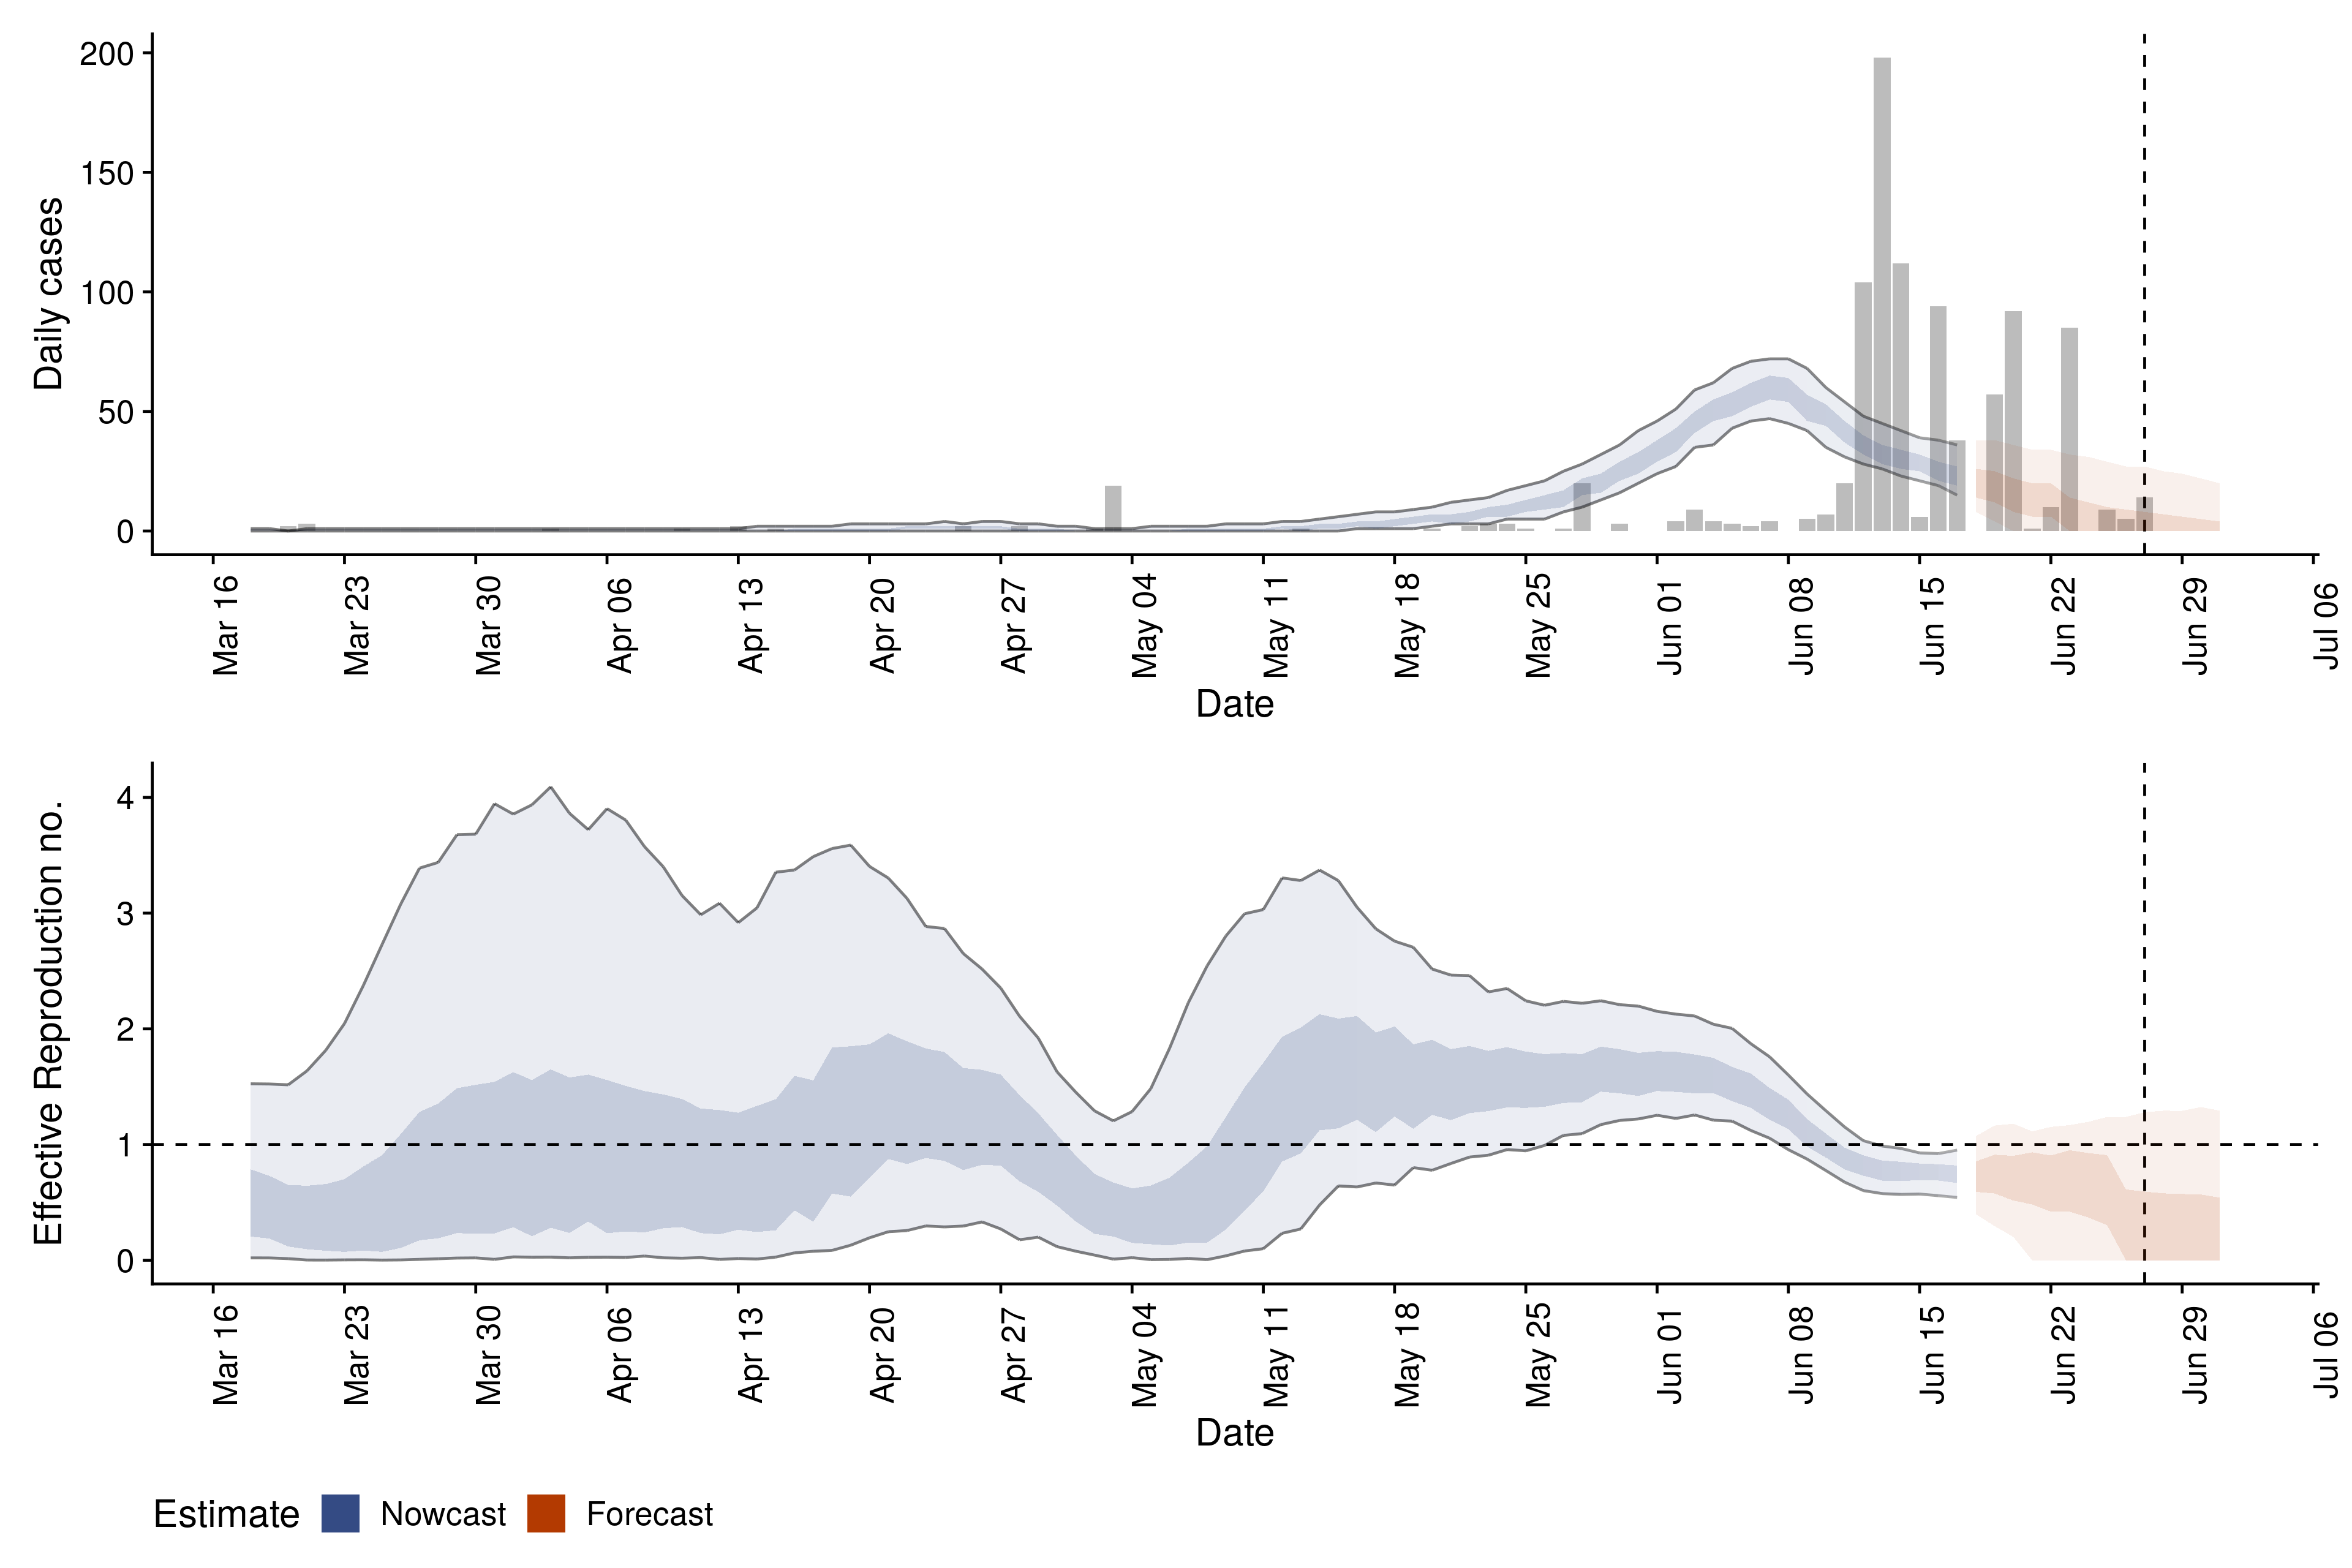 200
150
100
50
0
Daily cases
Mar 16
Mar 23
Mar 30
Apr 06
Apr 13
Apr 20
Apr 27
May 04
May 11
May 18
May 25
Jun 01
Jun 08
Jun 15
Jun 22
Jun 29
Jul 06
Date
4
3
2
1
0
Effective Reproduction no.
Mar 16
Mar 23
Mar 30
Apr 06
Apr 13
Apr 20
Apr 27
May 04
May 11
May 18
May 25
Jun 01
Jun 08
Jun 15
Jun 22
Jun 29
Jul 06
Date
Estimate Nowcast Forecast